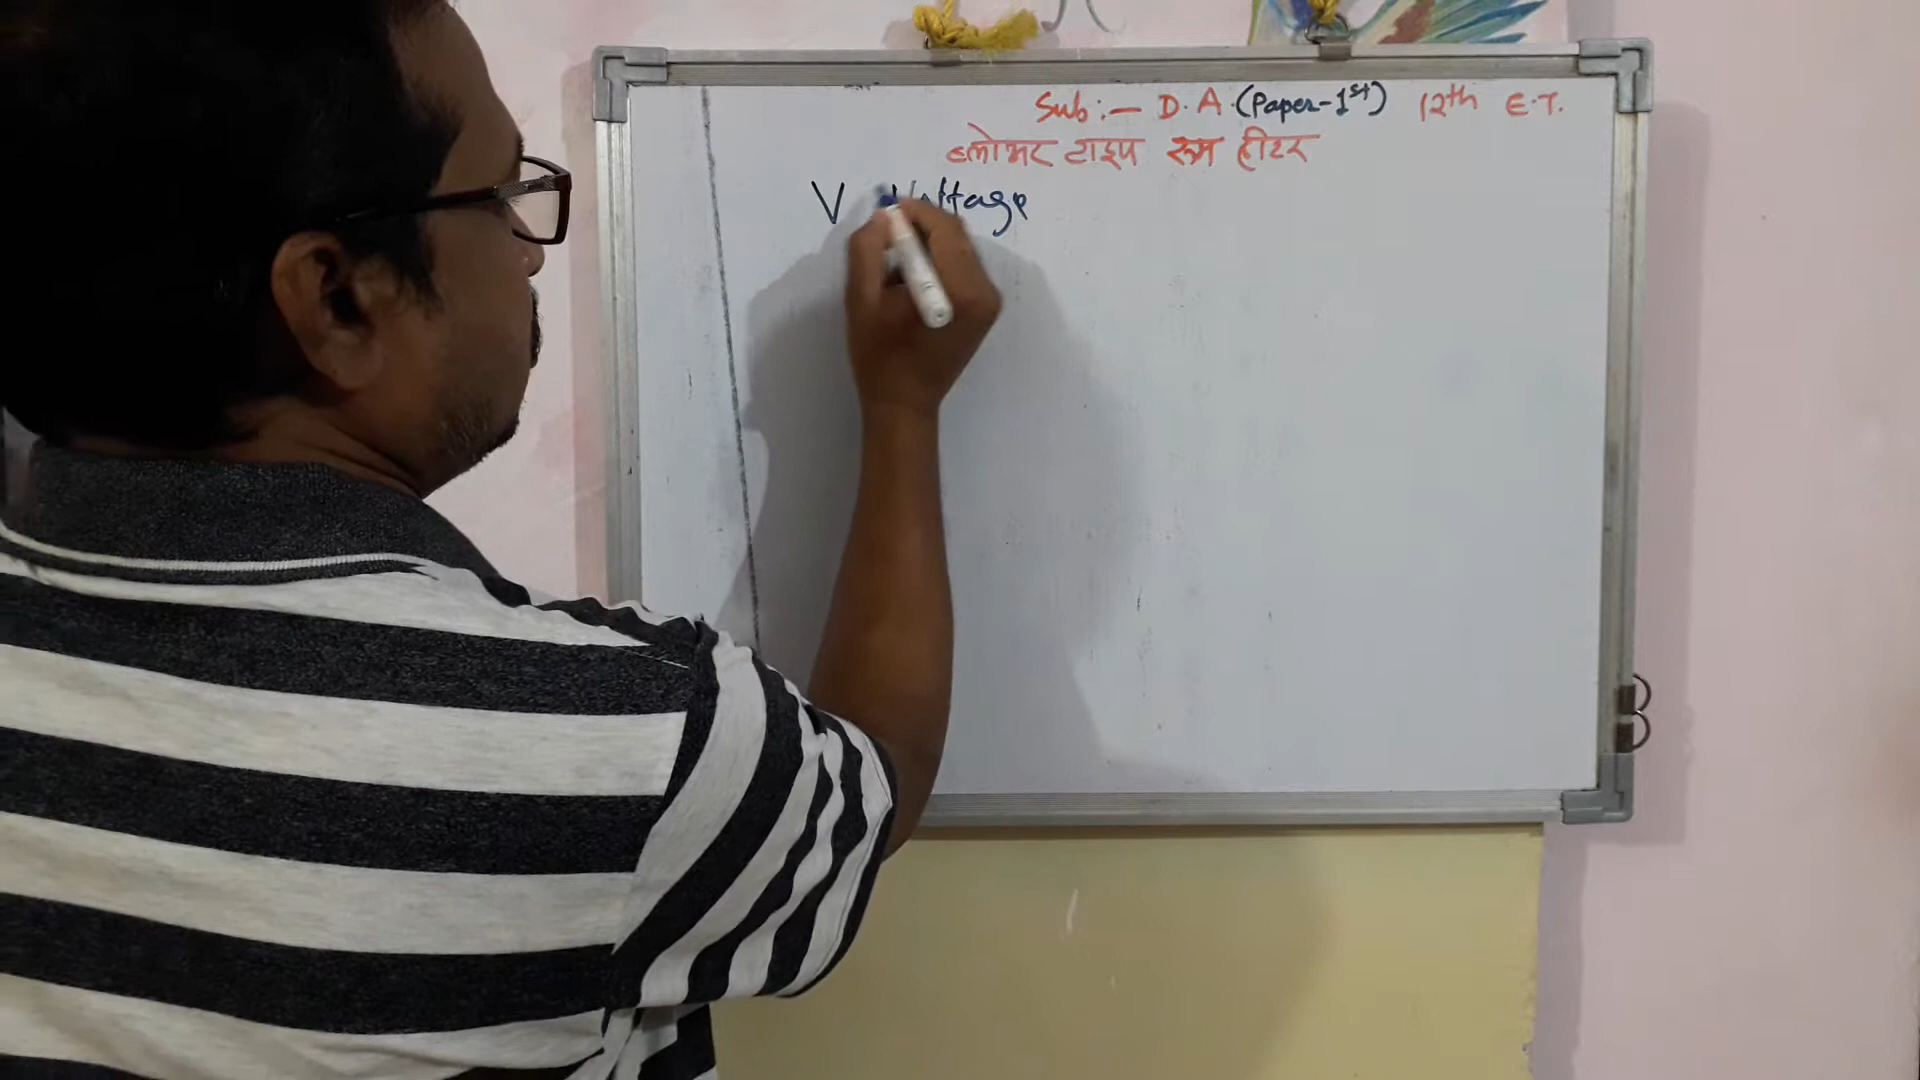 Sub:- D.A.(Paper-1st) 12th E.T.
ब्लोअर टाइप रूम हीटर
V Voltage